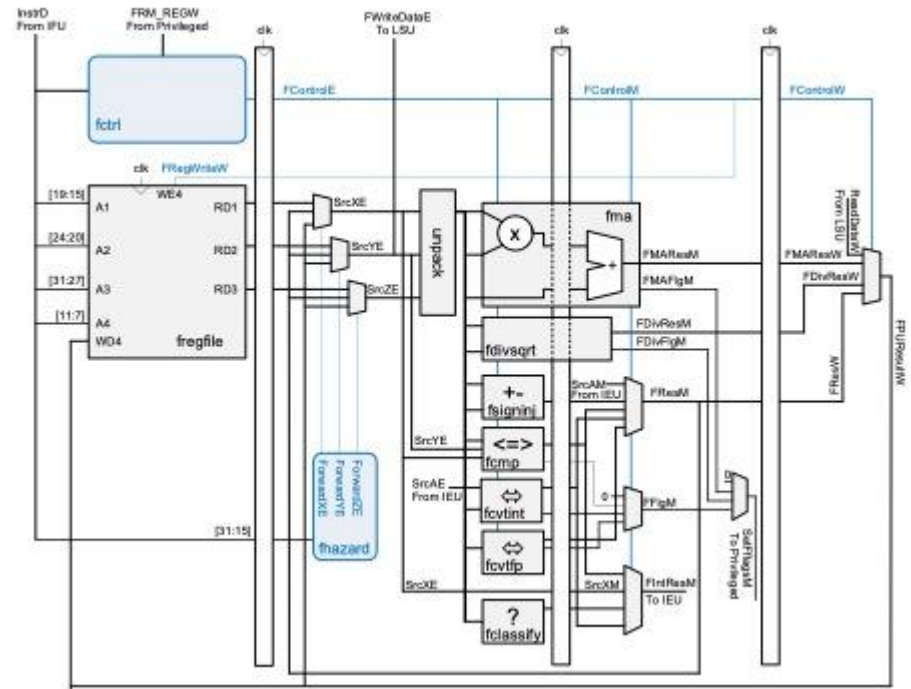 InstrD
From IFU
FRM_REGW
From Privileged
FWriteDataE
To LSU
clk
clk
clk
fctrl
FControlE
FControlM
FControlW
clk
FRegWriteW
WE4
[19:15]
A1
RD1
[24:20]
A2
RD2
[31:27]
A3
RD3
[11:7]
A4
WD4
fregfile
SrcXE
SrcYE
SrcZE
unpack
fma
X
+
FMAResM
FMAFlgM
FMAResW
FDivResW
ReadDataW
From LSU
FPUResultW
FResW
fdivsqrt
FDivResM
FDivFlgM
+-
fsigninj
SrcAM
From IEU
FResM
SrcYE
<=>
fcmp
SrcAE
From IEU
⇔
fcvtint
0
FFlgM
0
SetFflagsM
To Privileged
⇔
fcvtfp
ForwardXE
ForwardYE
ForwardZE
[31:15]
fhazard
SrcXE
SrcXM
FIntResM
To IEU
?
fclassify